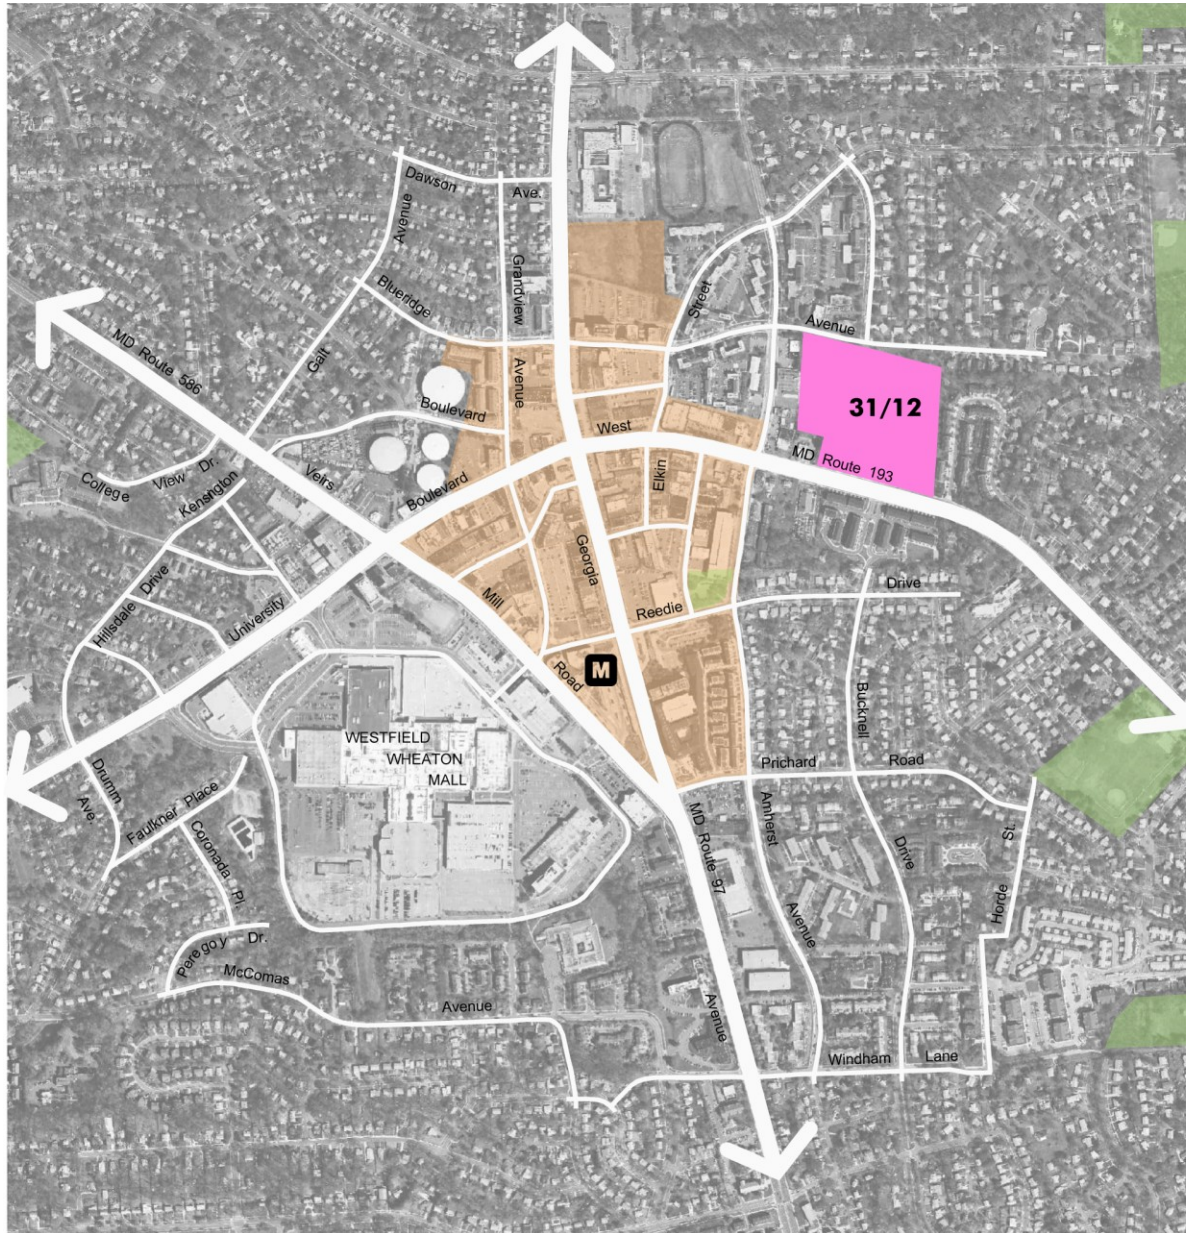 Dawson
Ave.
Avenue
Grandview
Blueridge
Street
Avenue
MD Route 586
Galt
Avenue
Boulevard
West
31/12
MD Route 193
College View Dr.
Kensington
Veirs
Boulevard
Elkin
Georgia
Mill
Hillsdale Drive
University
Reedie
Drive
Road
M
Bucknell
WESTFIELD
WHEATON
MALL
Prichard Road
Drumm
Ave.
Faulkner Place
Coronada Pl.
MD Route 97
Amherst
Drive
Horde St.
Avenue
Peregoy Dr.
McComas
Avenue
Avenue
Windham Lane